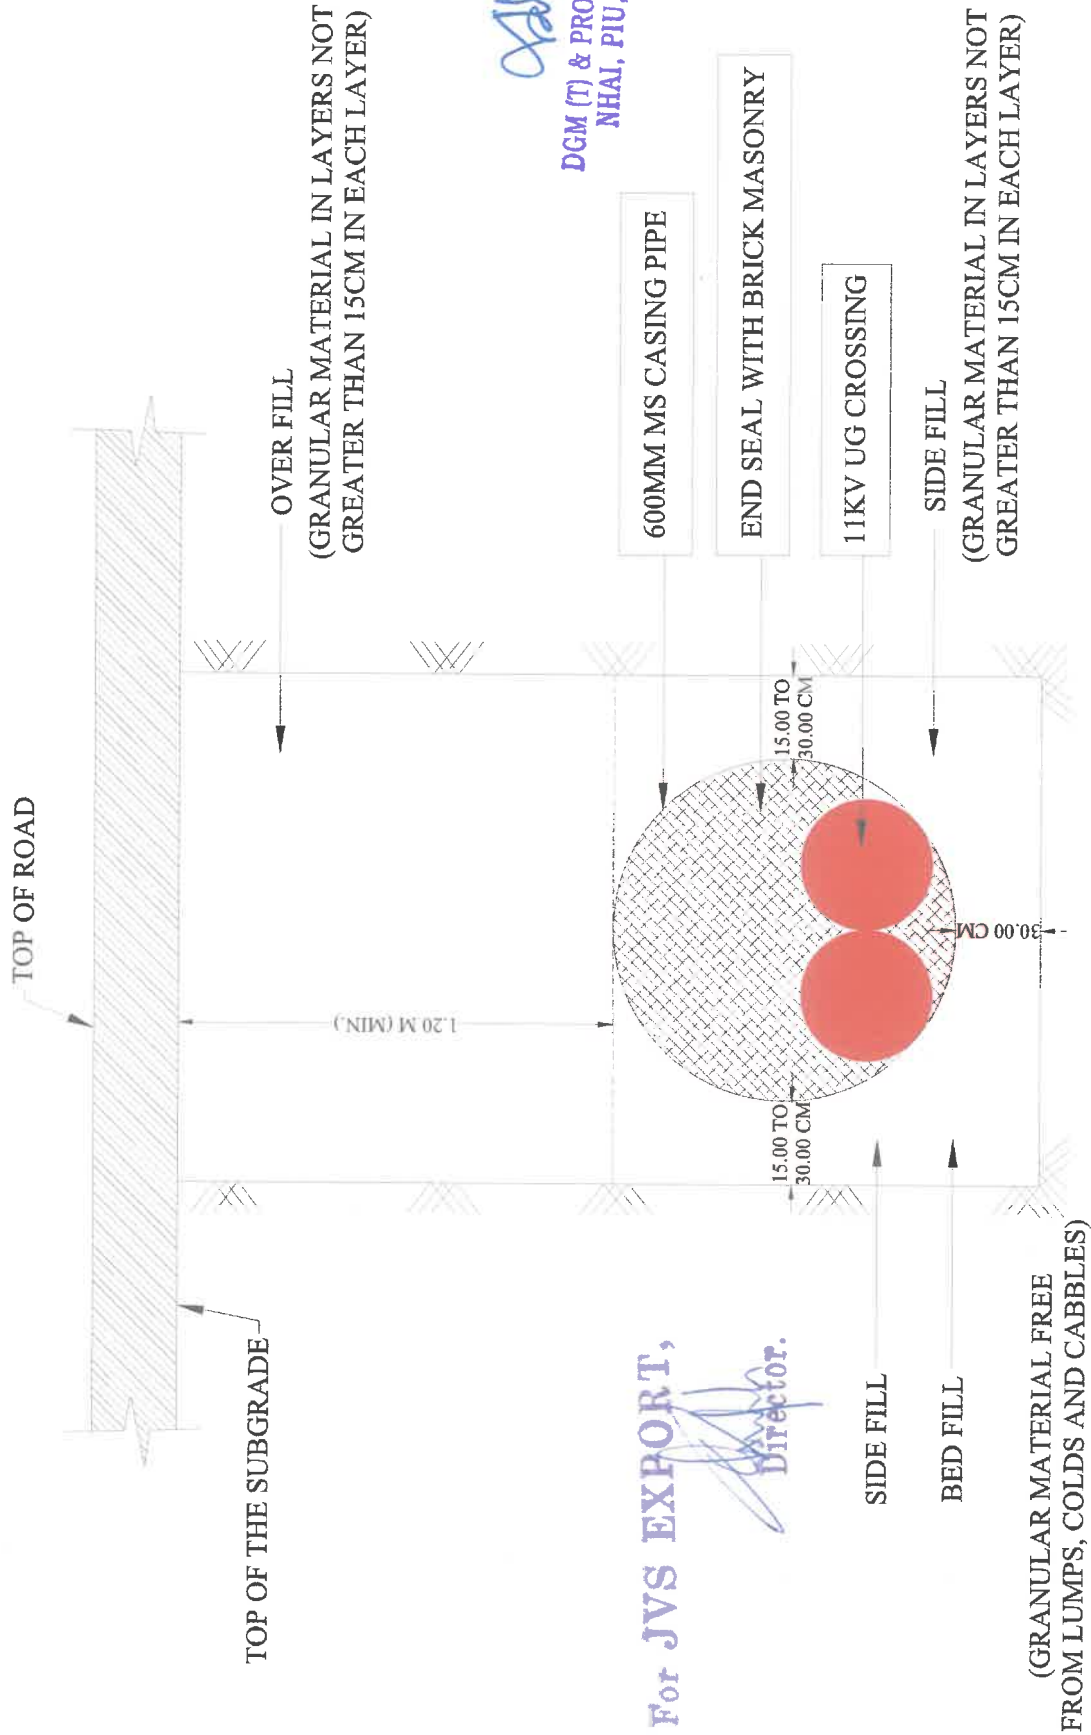 TOP OF ROAD
TOP OF THE SUBGRADE
OVER FILL
(GRANULAR MATERIAL IN LAYERS NOT
GREATER THAN 15CM IN EACH LAYER)
DGM (T) & PRO
NHAI, PIU,
1.20 M (MIN.)
600MM MS CASING PIPE
END SEAL WITH BRICK MASONRY
11KV UG CROSSING
15.00 TO
30.00 CM
15.00 TO
30.00 CM
30.00 CM
SIDE FILL
(GRANULAR MATERIAL IN LAYERS NOT
GREATER THAN 15CM IN EACH LAYER)
For JVS EXPORT,
Director.
SIDE FILL
BED FILL
(GRANULAR MATERIAL FREE
FROM LUMPS, COLDS AND CABBLES)